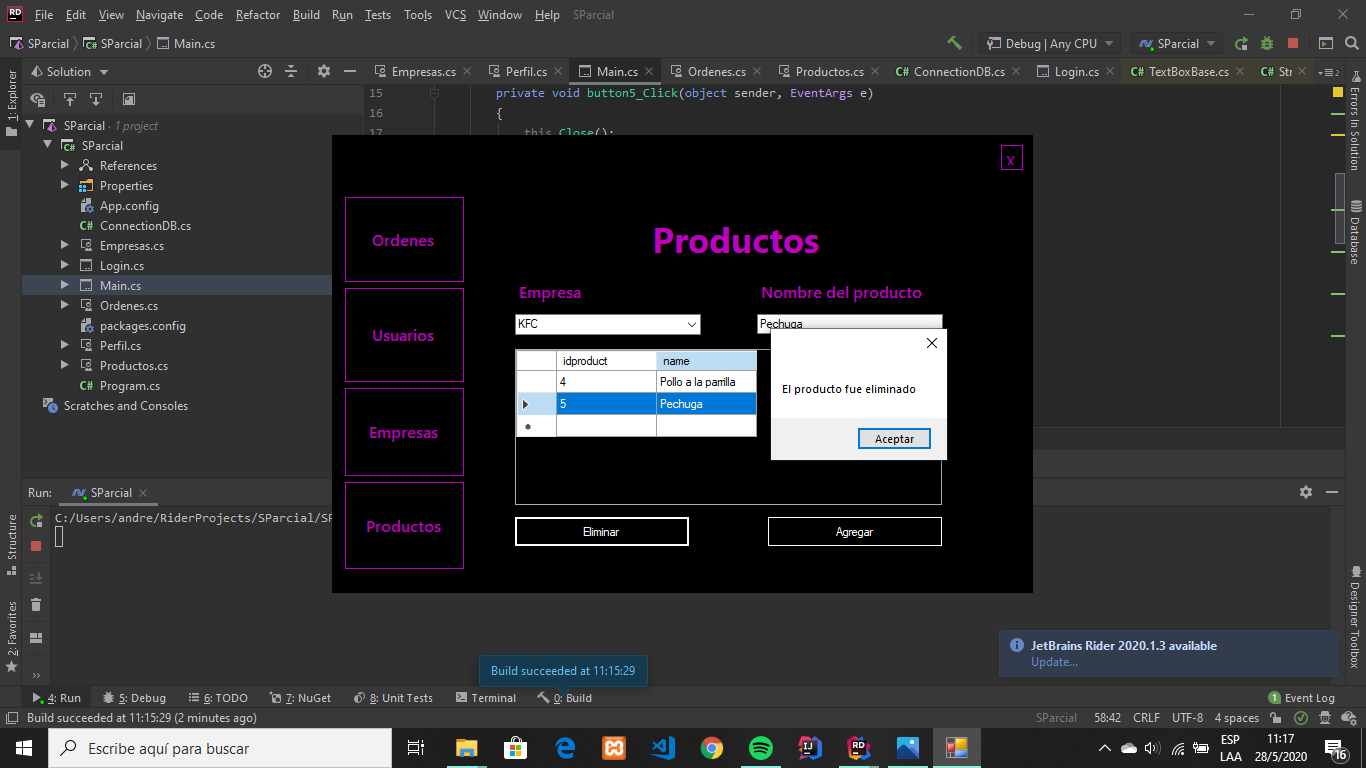 File Edit View Navigate Code Refactor Build Run Tests Tools VCS Window Help SParcial
SParcial SParcial Main.cs Debug | Any CPU SParcial
1: Explorer
Solution
Empresas.cs Perfil.cs Main.cs Ordenes.cs Productos.cs ConnectionDB.cs Login.cs TextBoxBase.cs Str
15 private void button5_Click(object sender, EventArgs e)
16 {
17 this.Close();
SParcial · 1 project
SParcial
References
Properties
App.config
ConnectionDB.cs
Empresas.cs
Login.cs
Main.cs
Ordenes.cs
packages.config
Perfil.cs
Productos.cs
Program.cs
Scratches and Consoles
X
Ordenes
Usuarios
Empresas
Productos
Productos
Empresa Nombre del producto
KFC Pechuga
idproduct name
4 Pollo a la parrilla
5 Pechuga
El producto fue eliminado
Aceptar
Eliminar Agregar
Errors In Solution
Database
Designer Toolbox
Run: SParcial
C:/Users/andre/RiderProjects/SParcial/SP
Structure
2: Favorites
JetBrains Rider 2020.1.3 available
Update...
Build succeeded at 11:15:29
4: Run 5: Debug 6: TODO 7: NuGet 8: Unit Tests Terminal 0: Build 1 Event Log
Build succeeded at 11:15:29 (2 minutes ago) SParcial 58:42 CRLF UTF-8 4 spaces
Escribe aquí para buscar
ESP
LAA
11:17
28/5/2020
16